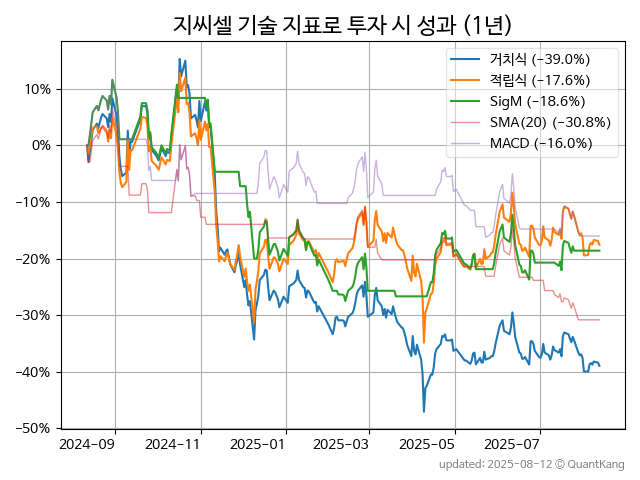 지씨셀 기술 지표로 투자 시 성과 (1년)
거치식 (−39.0%)
적립식 (−17.6%)
SigM (−18.6%)
SMA(20) (−30.8%)
MACD (−16.0%)
10%
0%
−10%
−20%
−30%
−40%
−50%
2024−09 2024−11 2025−01 2025−03 2025−05 2025−07
updated: 2025-08-12 © QuantKang